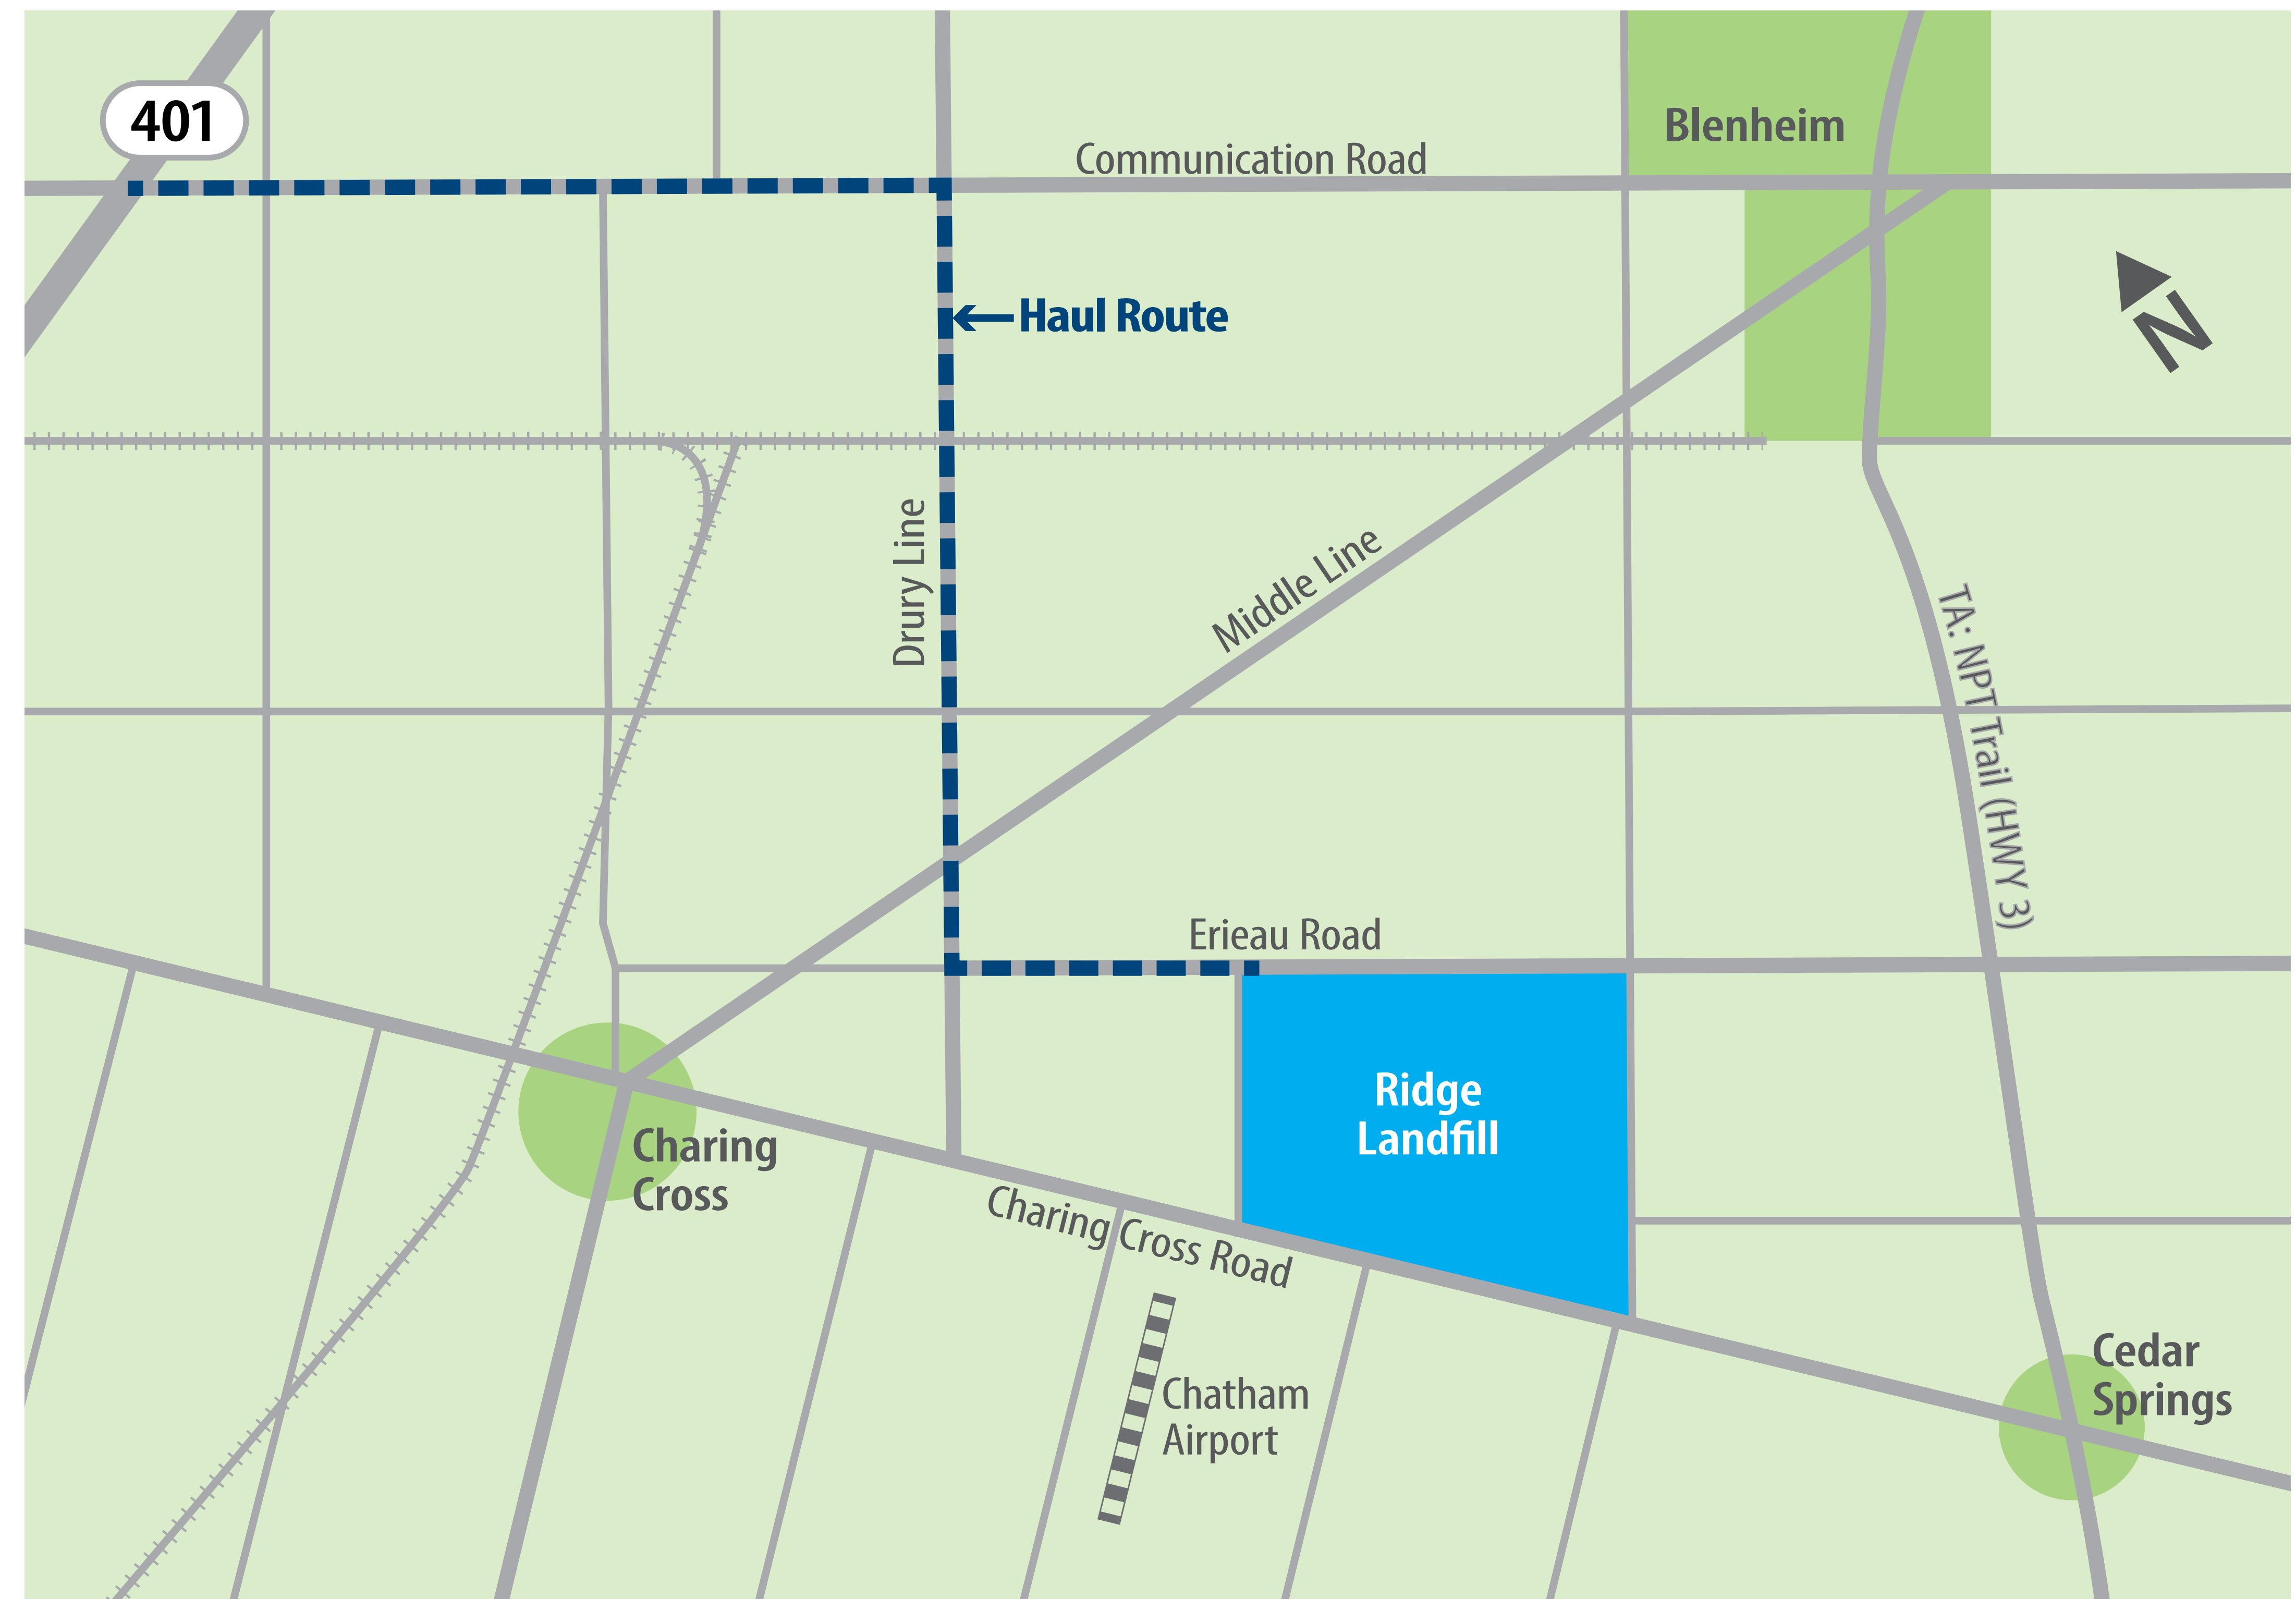 401
Blenheim
Communication Road
N
Haul Route
Drury Line
Middle Line
TA: NPT Trail (HWY 3)
Erieau Road
Ridge
Landfill
Charing
Cross
Charing Cross Road
Chatham
Airport
Cedar
Springs